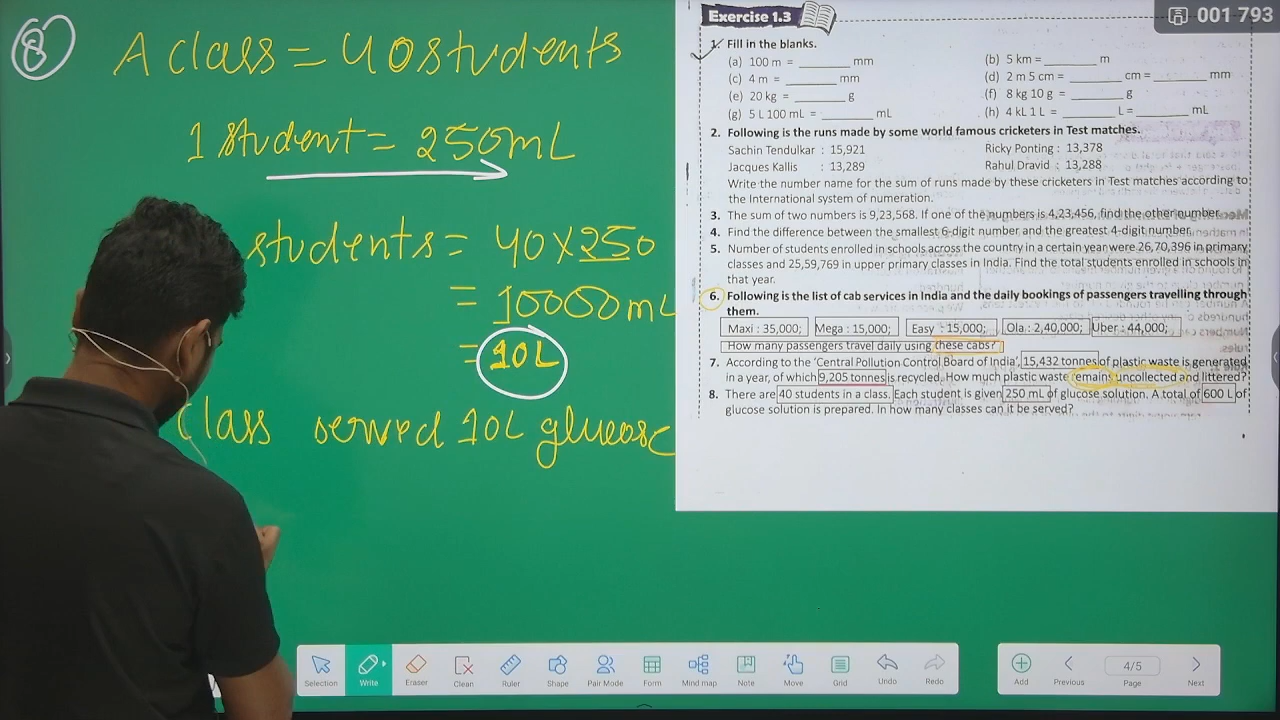 8
A class = 40 students
1 student = 250mL
students = 40 × 250
= 10000 mL
= 10L
class served 10L glucose
001 793
Exercise 1.3
1. Fill in the blanks.
(a) 100 m = ______ mm
(b) 5 km = ______ m
(c) 4 m = ______ mm
(d) 2 m 5 cm = ______ cm = ______ mm
(e) 20 kg = ______ g
(f) 8 kg 10 g = ______ g
(g) 5 L 100 mL = ______ mL
(h) 4 kL 1 L = ______ L = ______ mL
2. Following is the runs made by some world famous cricketers in Test matches.
Sachin Tendulkar : 15,921
Ricky Ponting : 13,378
Jacques Kallis : 13,289
Rahul Dravid : 13,288
Write the number name for the sum of runs made by these cricketers in Test matches according to
the International system of numeration.
3. The sum of two numbers is 9,23,568. If one of the numbers is 4,23,456, find the other number.
4. Find the difference between the smallest 6-digit number and the greatest 4-digit number.
5. Number of students enrolled in schools across the country in a certain year were 26,70,396 in primary
classes and 25,59,769 in upper primary classes in India. Find the total students enrolled in schools in
that year.
6. Following is the list of cab services in India and the daily bookings of passengers travelling through
them.
Maxi : 35,000; Mega : 15,000; Easy : 15,000; Ola : 2,40,000; Uber : 44,000;
How many passengers travel daily using these cabs?
7. According to the 'Central Pollution Control Board of India', 15,432 tonnes of plastic waste is generated
in a year, of which 9,205 tonnes is recycled. How much plastic waste remains uncollected and littered?
8. There are 40 students in a class. Each student is given 250 mL of glucose solution. A total of 600 L of
glucose solution is prepared. In how many classes can it be served?
Selection Write Eraser Clean Ruler Shape Pair Mode Form Mind map Note Move Grid Undo Redo
Add Previous 4/5 Page Next